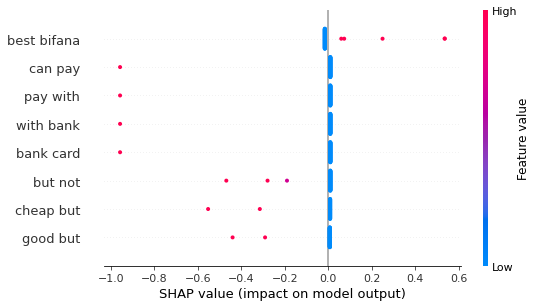 High
best bifana
can pay
pay with
with bank
bank card
but not
cheap but
good but
Low
Feature value
−1.0 −0.8 −0.6 −0.4 −0.2 0.0 0.2 0.4 0.6
SHAP value (impact on model output)